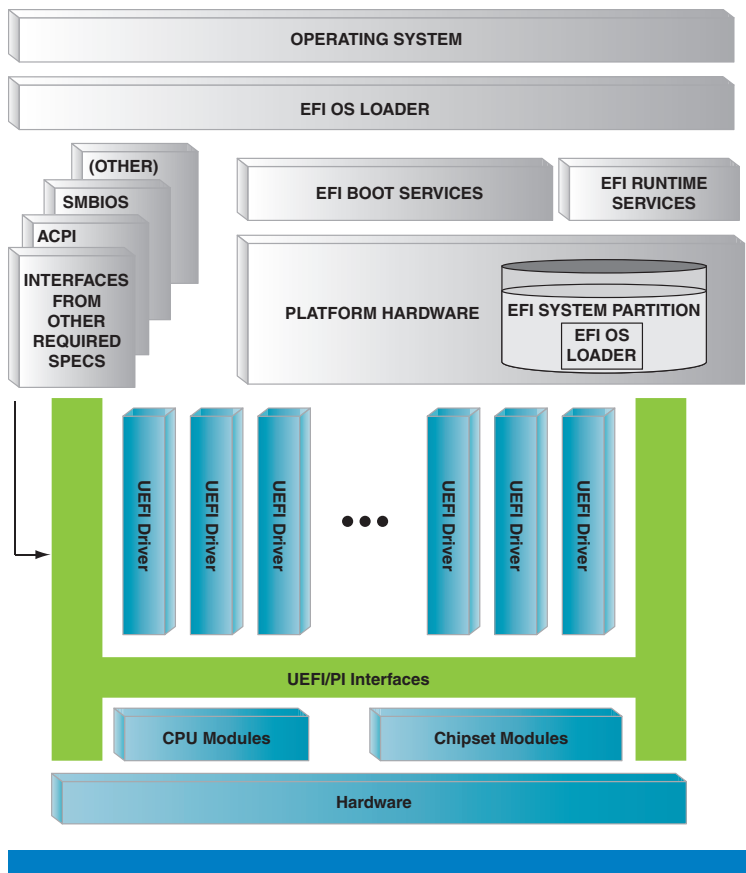 OPERATING SYSTEM
EFI OS LOADER
(OTHER)
SMBIOS
ACPI
INTERFACES
FROM
OTHER
REQUIRED
SPECS
EFI BOOT SERVICES
EFI RUNTIME
SERVICES
PLATFORM HARDWARE
EFI SYSTEM PARTITION
EFI OS
LOADER
UEFI Driver
UEFI Driver
UEFI Driver
UEFI Driver
UEFI Driver
UEFI Driver
UEFI/PI Interfaces
CPU Modules
Chipset Modules
Hardware